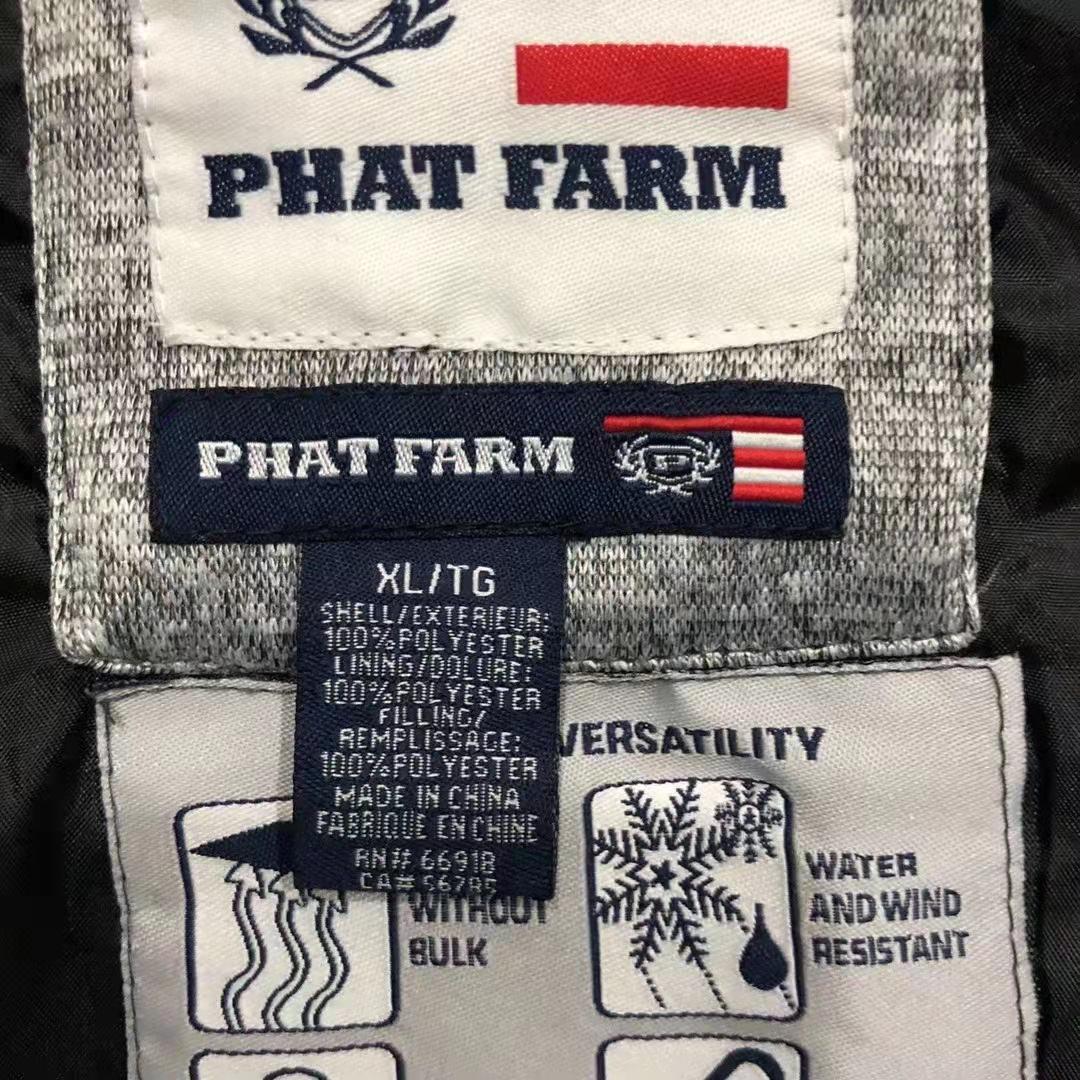 PHAT FARM
PHAT FARM
XL/TG
SHELL/EXTERIEUR:
100%POLYESTER
LINING/DOLURE:
100%POLYESTER
FILLING/
REMPLISSAGE:
100%POLYESTER
MADE IN CHINA
FABRIQUE EN CHINE
RN# 66918
CA#
VERSATILITY
WITHOUT
BULK
WATER
AND WIND
RESISTANT